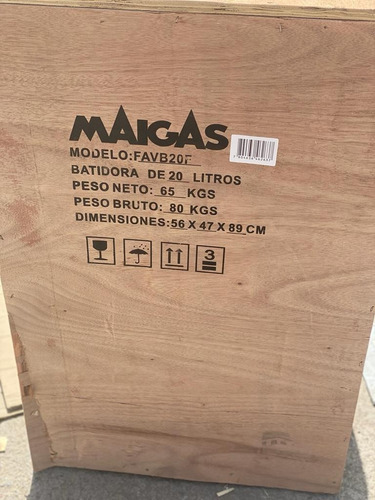 MAIGAS
MODELO:FAVB20F
BATIDORA DE 20 LITROS
PESO NETO: 65 KGS
PESO BRUTO: 80 KGS
DIMENSIONES:56 X 47 X 89 CM
3